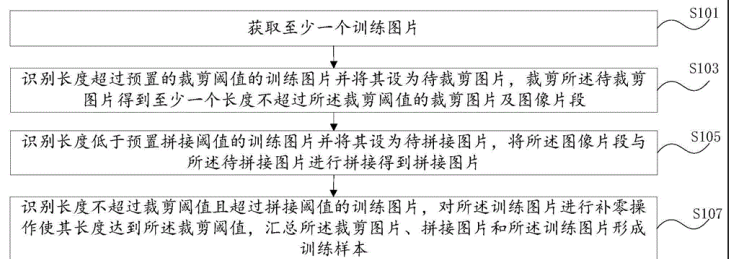 获取至少一个训练图片
S101
识别长度超过预置的裁剪阈值的训练图片并将其设为待裁剪图片，裁剪所述待裁剪
图片得到至少一个长度不超过所述裁剪阈值的裁剪图片及图像片段
S103
识别长度低于预置拼接阈值的训练图片并将其设为待拼接图片，将所述图像片段与
所述待拼接图片进行拼接得到拼接图片
S105
识别长度不超过裁剪阈值且超过拼接阈值的训练图片，对所述训练图片进行补零操
作使其长度达到所述裁剪阈值，汇总所述裁剪图片、拼接图片和所述训练图片形成
训练样本
S107